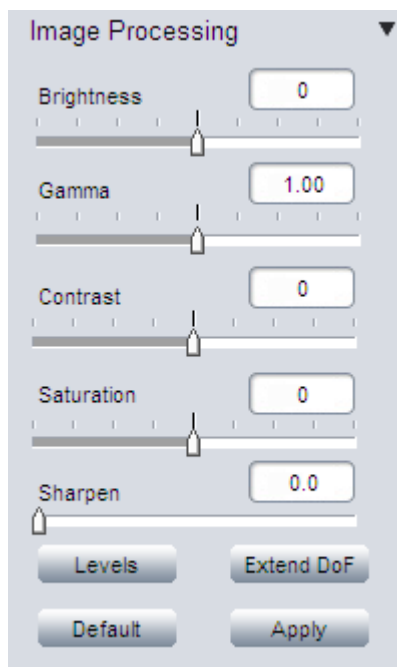 Image Processing
Brightness 0
Gamma 1.00
Contrast 0
Saturation 0
Sharpen 0.0
Levels Extend DoF
Default Apply